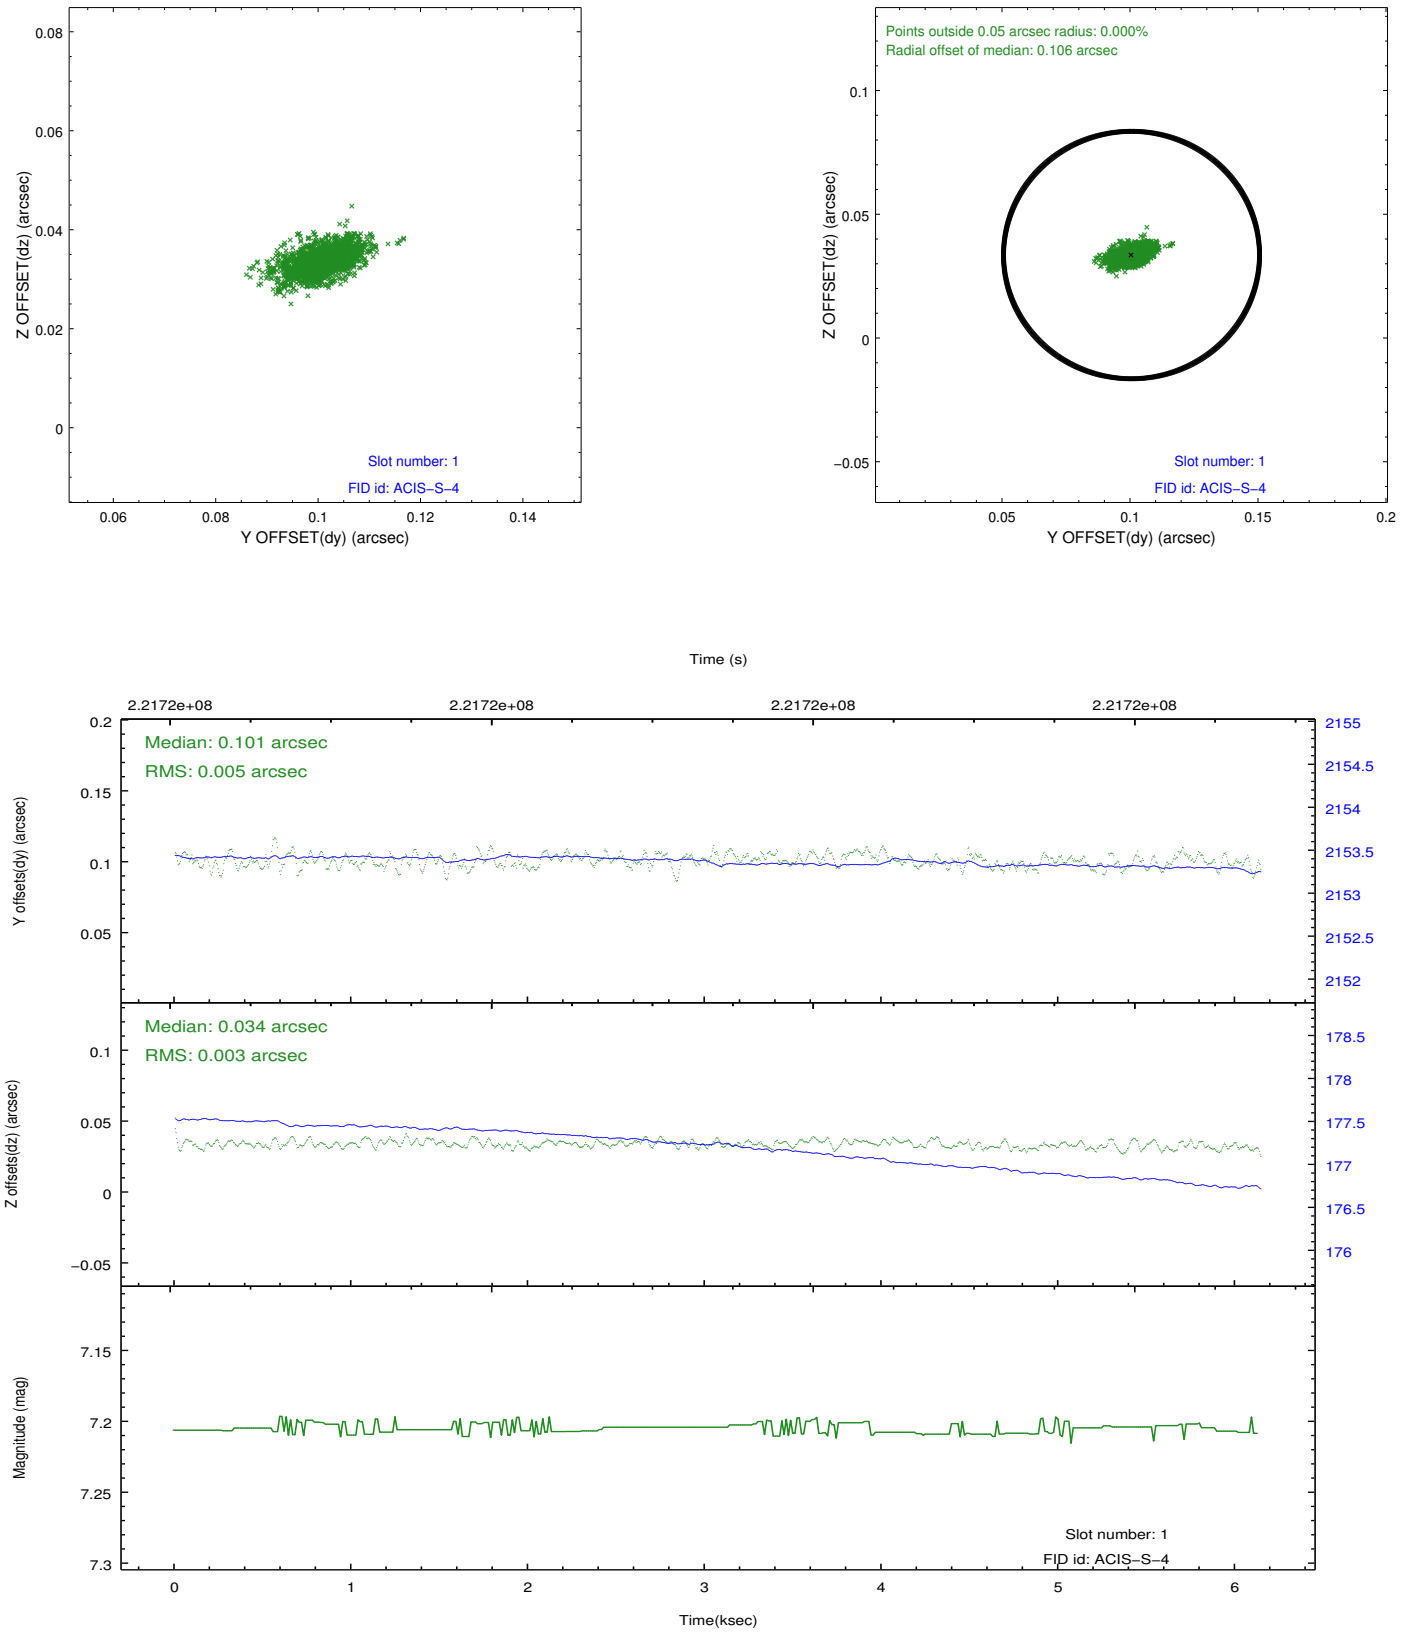 Points outside 0.05 arcsec radius: 0.000%
Radial offset of median: 0.106 arcsec
0.08
0.06
0.04
0.02
0
Z OFFSET(dz) (arcsec)
Slot number: 1
FID id: ACIS−S−4
0.06 0.08 0.1 0.12 0.14
Y OFFSET(dy) (arcsec)
0.1
0.05
0
−0.05
Z OFFSET(dz) (arcsec)
Slot number: 1
FID id: ACIS−S−4
0.05 0.1 0.15 0.2
Y OFFSET(dy) (arcsec)
Time (s)
2.2172e+08 2.2172e+08 2.2172e+08 2.2172e+08
Median: 0.101 arcsec
RMS: 0.005 arcsec
0.2
0.15
0.1
0.05
Y offsets(dy) (arcsec)
2155
2154.5
2154
2153.5
2153
2152.5
2152
Median: 0.034 arcsec
RMS: 0.003 arcsec
0.1
0.05
0
−0.05
Z offsets(dz) (arcsec)
178.5
178
177.5
177
176.5
176
7.15
7.2
7.25
7.3
Magnitude (mag)
Slot number: 1
FID id: ACIS−S−4
0 1 2 3 4 5 6
Time(ksec)